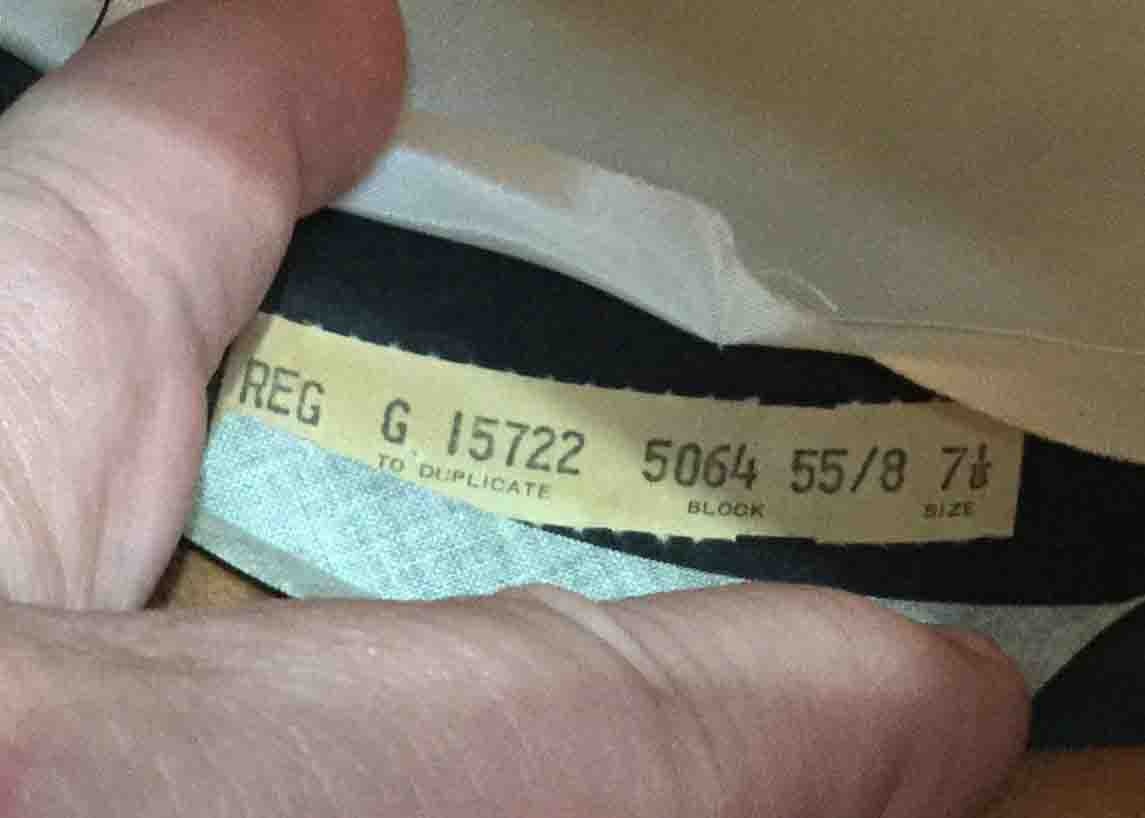 REG G 15722 5064 55/8 7⅛
TO DUPLICATE BLOCK SIZE